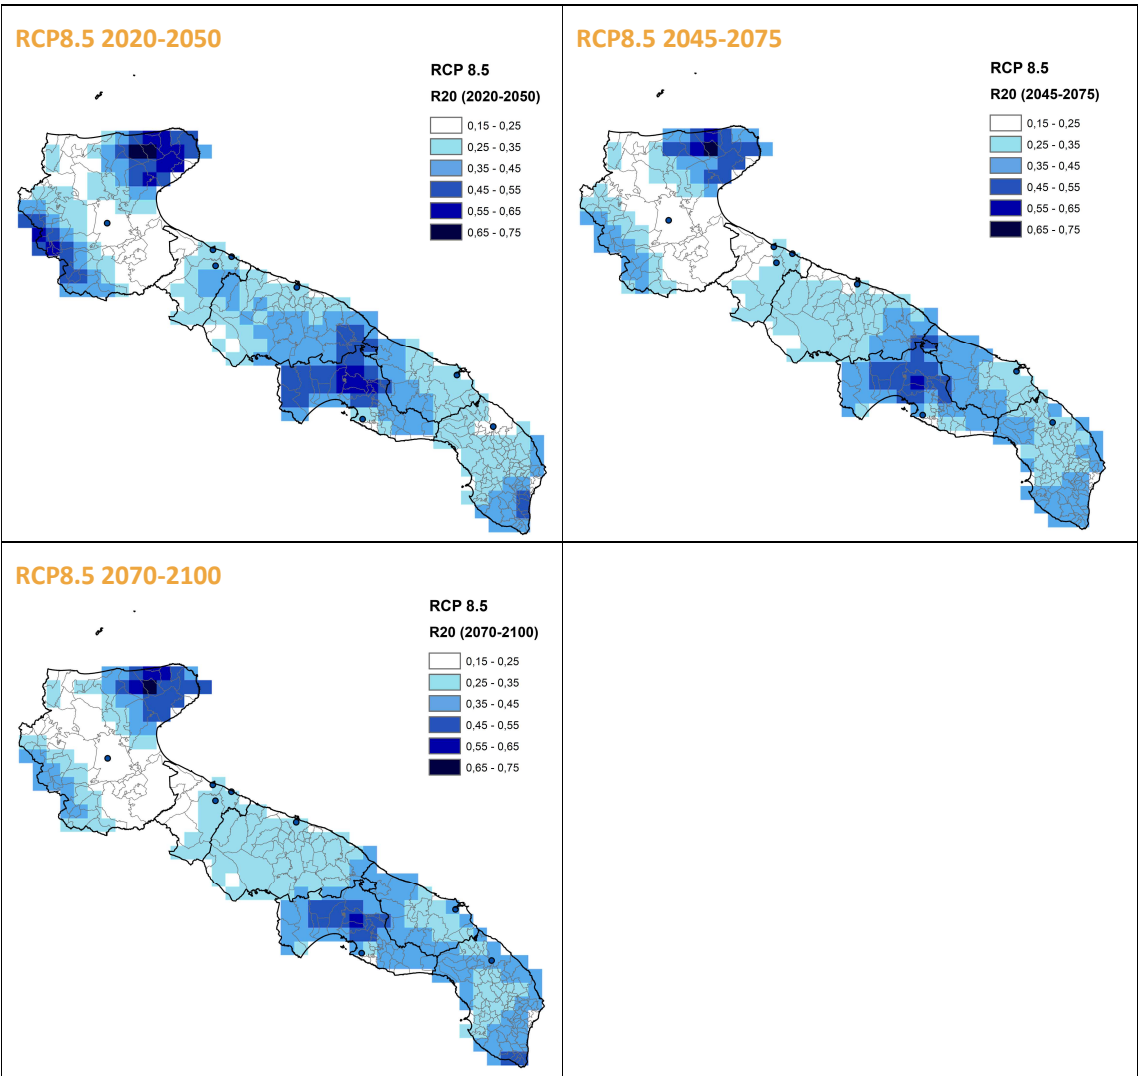 RCP8.5 2020-2050
RCP 8.5
R20 (2020-2050)
0,15 - 0,25
0,25 - 0,35
0,35 - 0,45
0,45 - 0,55
0,55 - 0,65
0,65 - 0,75
RCP8.5 2045-2075
RCP 8.5
R20 (2045-2075)
0,15 - 0,25
0,25 - 0,35
0,35 - 0,45
0,45 - 0,55
0,55 - 0,65
0,65 - 0,75
RCP8.5 2070-2100
RCP 8.5
R20 (2070-2100)
0,15 - 0,25
0,25 - 0,35
0,35 - 0,45
0,45 - 0,55
0,55 - 0,65
0,65 - 0,75